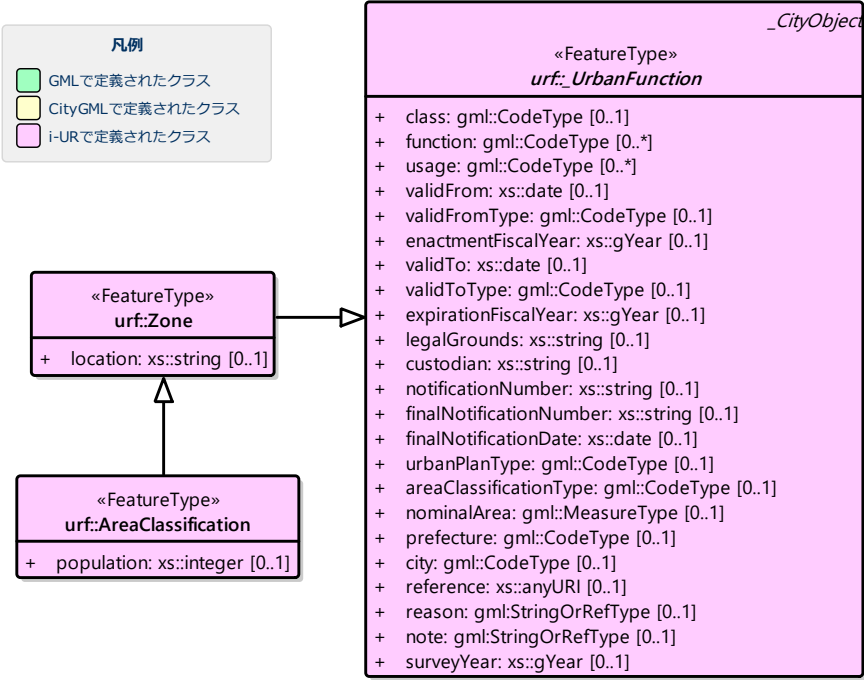 凡例
GMLで定義されたクラス
CityGMLで定義されたクラス
i-URで定義されたクラス
_CityObject
«FeatureType»
urf::_UrbanFunction
+ class: gml::CodeType [0..1]
+ function: gml::CodeType [0..*]
+ usage: gml::CodeType [0..*]
+ validFrom: xs::date [0..1]
+ validFromType: gml::CodeType [0..1]
+ enactmentFiscalYear: xs::gYear [0..1]
+ validTo: xs::date [0..1]
+ validToType: gml::CodeType [0..1]
+ expirationFiscalYear: xs::gYear [0..1]
+ legalGrounds: xs::string [0..1]
+ custodian: xs::string [0..1]
+ notificationNumber: xs::string [0..1]
+ finalNotificationNumber: xs::string [0..1]
+ finalNotificationDate: xs::date [0..1]
+ urbanPlanType: gml::CodeType [0..1]
+ areaClassificationType: gml::CodeType [0..1]
+ nominalArea: gml::MeasureType [0..1]
+ prefecture: gml::CodeType [0..1]
+ city: gml::CodeType [0..1]
+ reference: xs::anyURI [0..1]
+ reason: gml:StringOrRefType [0..1]
+ note: gml:StringOrRefType [0..1]
+ surveyYear: xs::gYear [0..1]
«FeatureType»
urf::Zone
+ location: xs::string [0..1]
«FeatureType»
urf::AreaClassification
+ population: xs::integer [0..1]